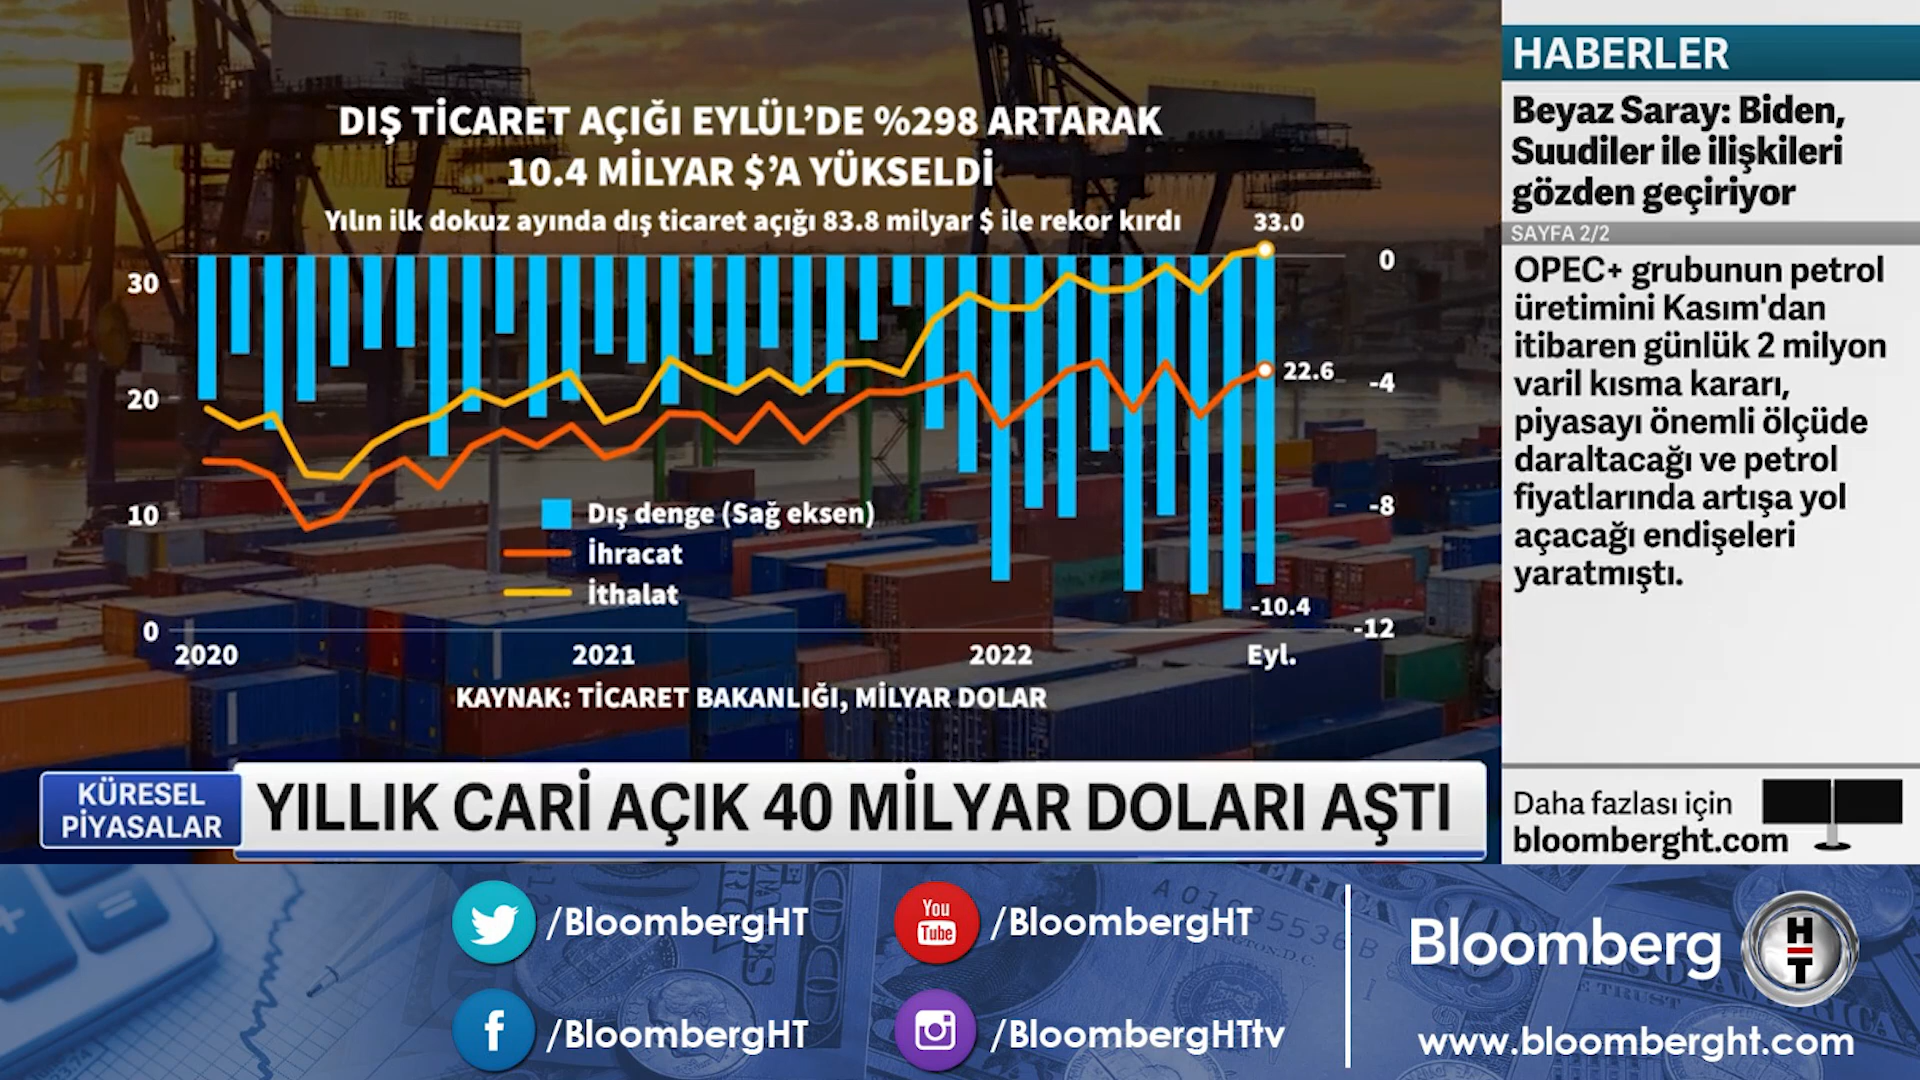 DIŞ TİCARET AÇIĞI EYLÜL’DE %298 ARTARAK
10.4 MİLYAR $’A YÜKSELDİ
Yılın ilk dokuz ayında dış ticaret açığı 83.8 milyar $ ile rekor kırdı
33.0
30
20
10
0
0
-4
-8
-12
22.6
-10.4
Dış denge (Sağ eksen)
İhracat
İthalat
2020
2021
2022
Eyl.
KAYNAK: TİCARET BAKANLIĞI, MİLYAR DOLAR
HABERLER
Beyaz Saray: Biden,
Suudiler ile ilişkileri
gözden geçiriyor
SAYFA 2/2
OPEC+ grubunun petrol
üretimini Kasım'dan
itibaren günlük 2 milyon
varil kısma kararı,
piyasayı önemli ölçüde
daraltacağı ve petrol
fiyatlarında artışa yol
açacağı endişeleri
yaratmıştı.
Daha fazlası için
bloomberght.com
KÜRESEL
PİYASALAR
YILLIK CARİ AÇIK 40 MİLYAR DOLARI AŞTI
/BloombergHT
You
Tube
/BloombergHT
/BloombergHT
/BloombergHTtv
Bloomberg
H
T
www.bloomberght.com